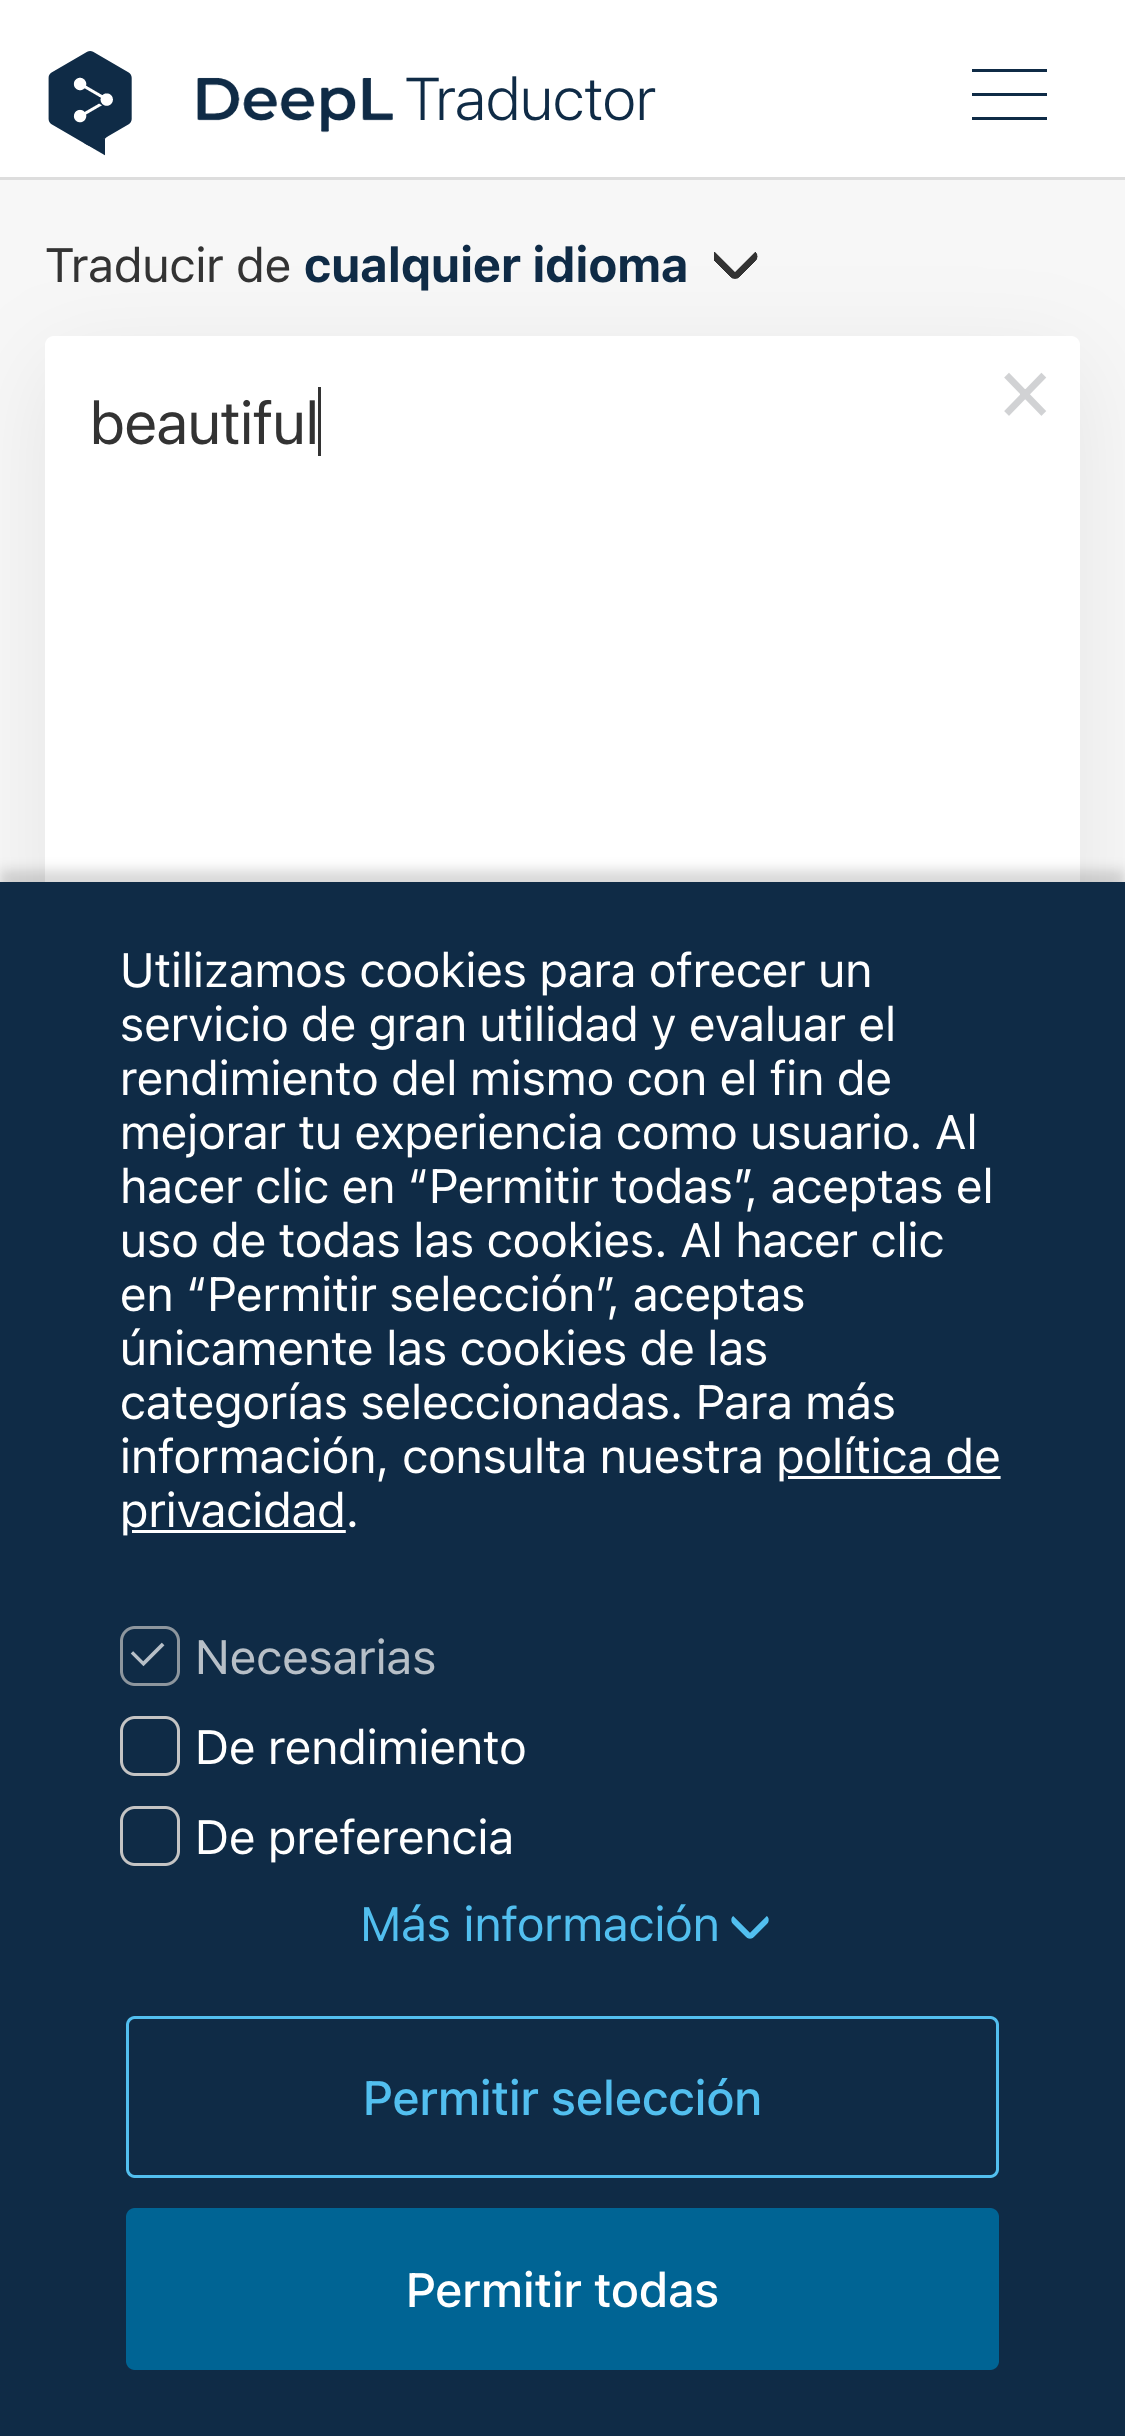 DeepL Traductor
Traducir de cualquier idioma
beautiful
Utilizamos cookies para ofrecer un
servicio de gran utilidad y evaluar el
rendimiento del mismo con el fin de
mejorar tu experiencia como usuario. Al
hacer clic en “Permitir todas”, aceptas el
uso de todas las cookies. Al hacer clic
en “Permitir selección”, aceptas
únicamente las cookies de las
categorías seleccionadas. Para más
información, consulta nuestra política de
privacidad.
Necesarias
De rendimiento
De preferencia
Más información
Permitir selección
Permitir todas